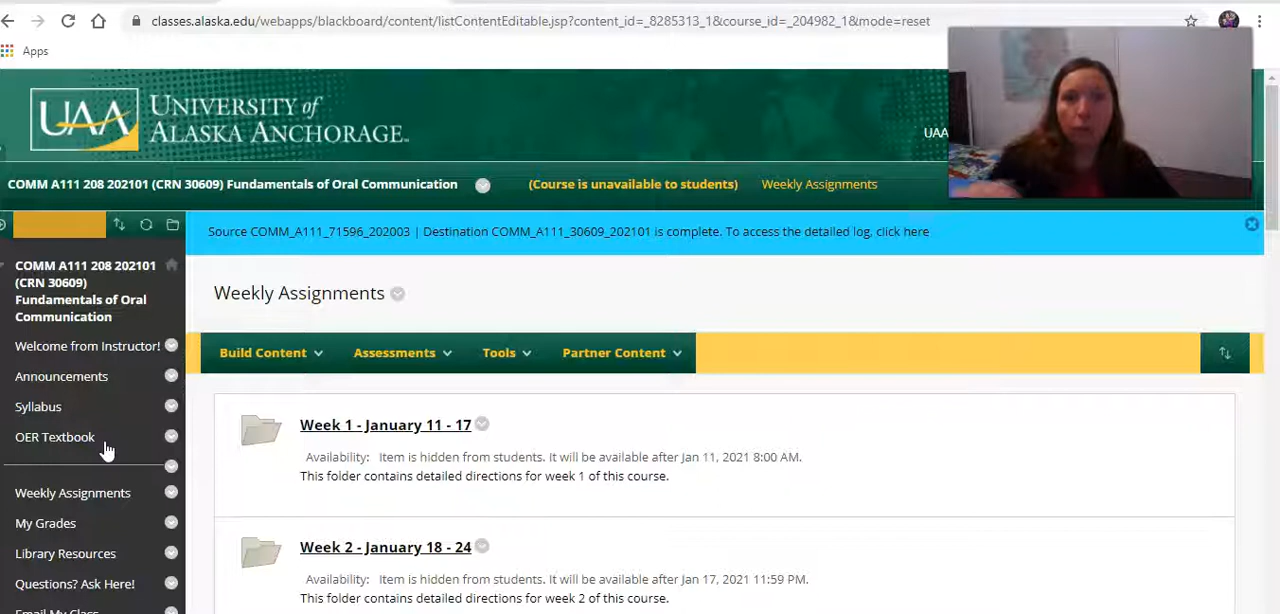 classes.alaska.edu/webapps/blackboard/content/listContentEditable.jsp?content_id=_8285313_1&course_id=_204982_1&mode=reset
Apps
UAA UNIVERSITY of ALASKA ANCHORAGE.
UAA
COMM A111 208 202101 (CRN 30609) Fundamentals of Oral Communication (Course is unavailable to students) Weekly Assignments
Source COMM_A111_71596_202003 | Destination COMM_A111_30609_202101 is complete. To access the detailed log, click here
COMM A111 208 202101
(CRN 30609)
Fundamentals of Oral
Communication
Welcome from Instructor!
Announcements
Syllabus
OER Textbook
Weekly Assignments
My Grades
Library Resources
Questions? Ask Here!
Email My Class
Weekly Assignments
Build Content Assessments Tools Partner Content
Week 1 - January 11 - 17
Availability: Item is hidden from students. It will be available after Jan 11, 2021 8:00 AM.
This folder contains detailed directions for week 1 of this course.
Week 2 - January 18 - 24
Availability: Item is hidden from students. It will be available after Jan 17, 2021 11:59 PM.
This folder contains detailed directions for week 2 of this course.